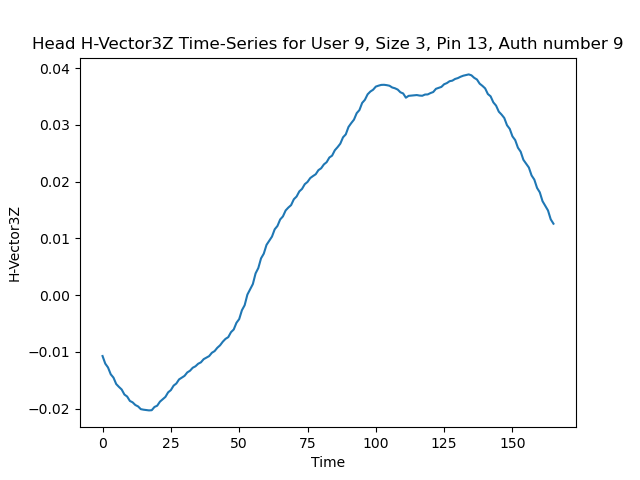 Head H-Vector3Z Time-Series for User 9, Size 3, Pin 13, Auth number 9
0.04
0.03
0.02
0.01
0.00
−0.01
−0.02
H-Vector3Z
0 25 50 75 100 125 150
Time